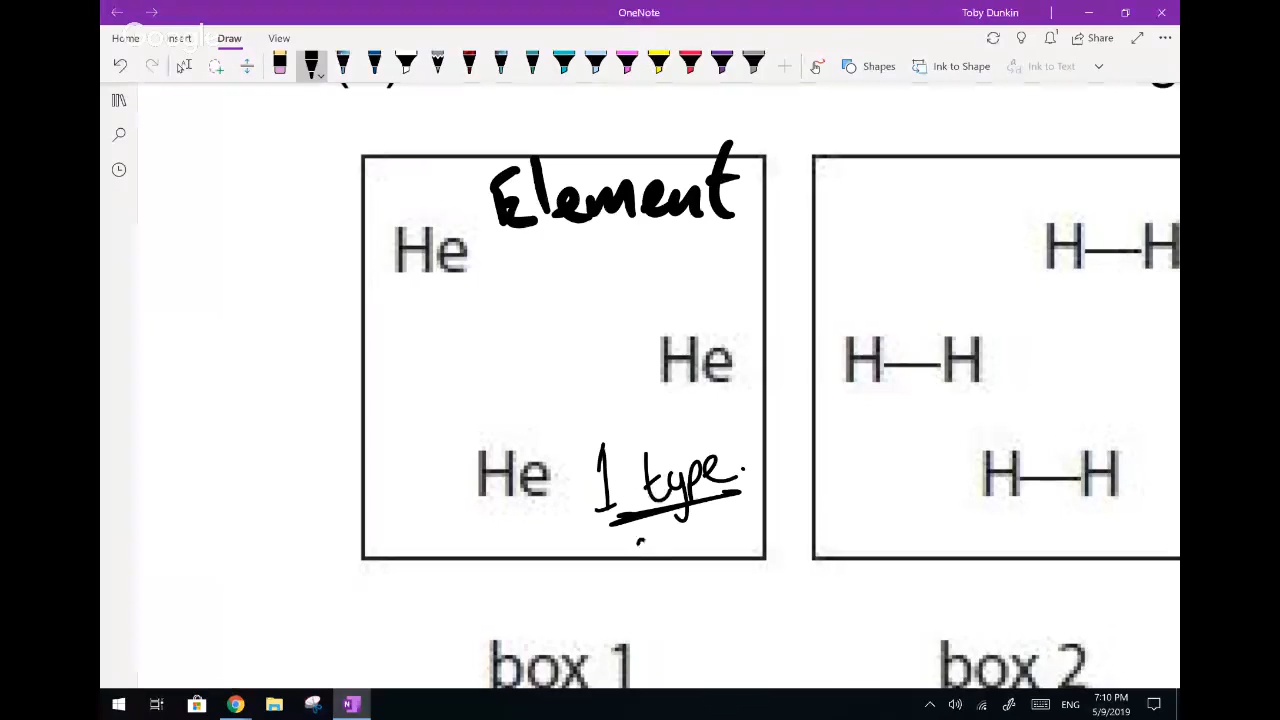 OneNote
Toby Dunkin
Google
Home Insert Draw View
Share
Shapes
Ink to Shape
Ink to Text
Element
He
H—H
He
H—H
He
1 type.
H—H
box 1
box 2
ENG
7:10 PM
5/9/2019